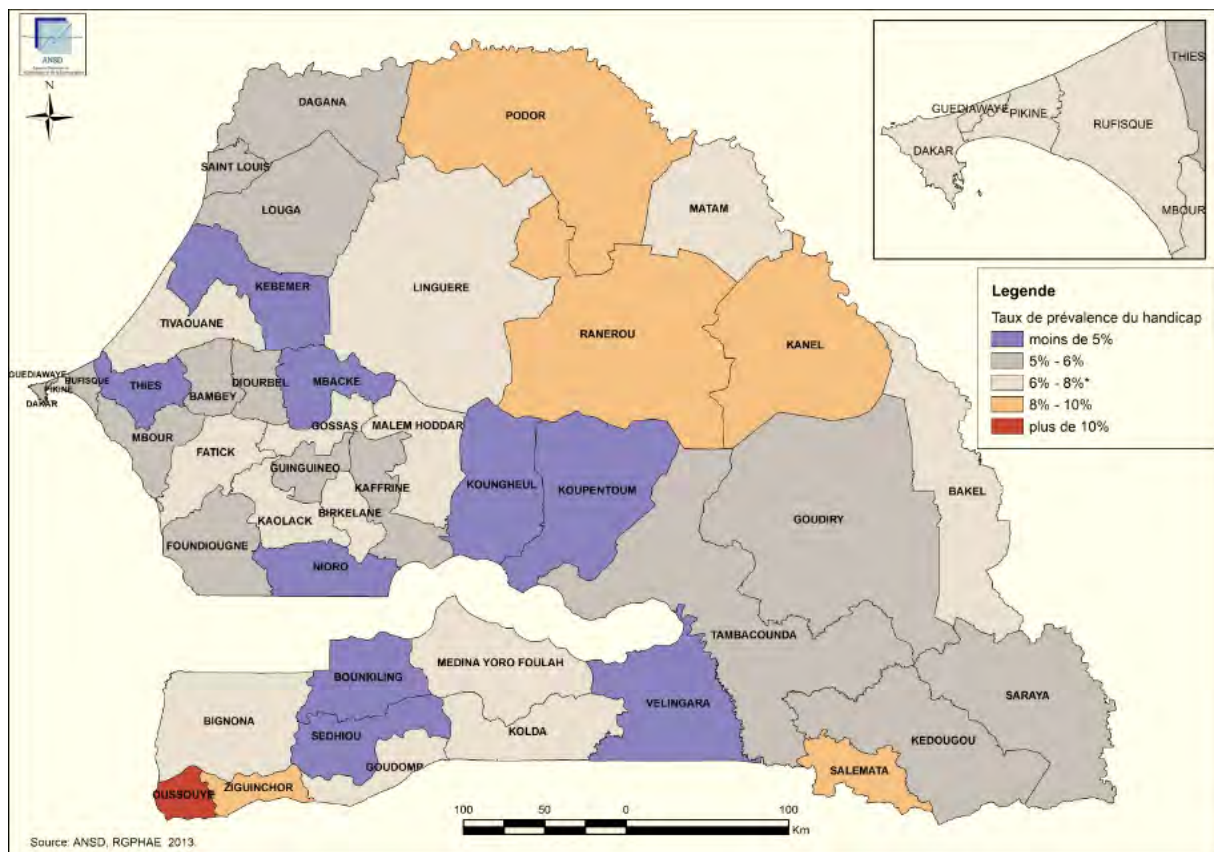 ANSD
N
DAGANA
PODOR
SAINT LOUIS
LOUGA
MATAM
KEBEMER
LINGUERE
TIVAOUANE
RANEROU
KANEL
GUEDIAWAYE
PIKINE
RUFISQUE
DAKAR
THIES
BAMBEY
DIOURBEL
MBACKE
MBOUR
GOSSAS
MALEM HODDAR
FATICK
GUINGUINEO
KAFFRINE
KOUNGHEUL
KOUPENTOUM
BAKEL
GOUDIRY
KAOLACK
BIRKELANE
FOUNDIOUGNE
NIORO
TAMBACOUNDA
MEDINA YORO FOULAH
BOUNKILING
VELINGARA
SARAYA
BIGNONA
SEDHIOU
KOLDA
KEDOUGOU
GOUDOMP
SALEMATA
OUSSOUYE
ZIGUINCHOR
THIES
GUEDIAWAYE
PIKINE
RUFISQUE
DAKAR
MBOUR
Legende
Taux de prévalence du handicap
moins de 5%
5% - 6%
6% - 8%*
8% - 10%
plus de 10%
100 50 0 100
Km
Source: ANSD, RGPHAE 2013.